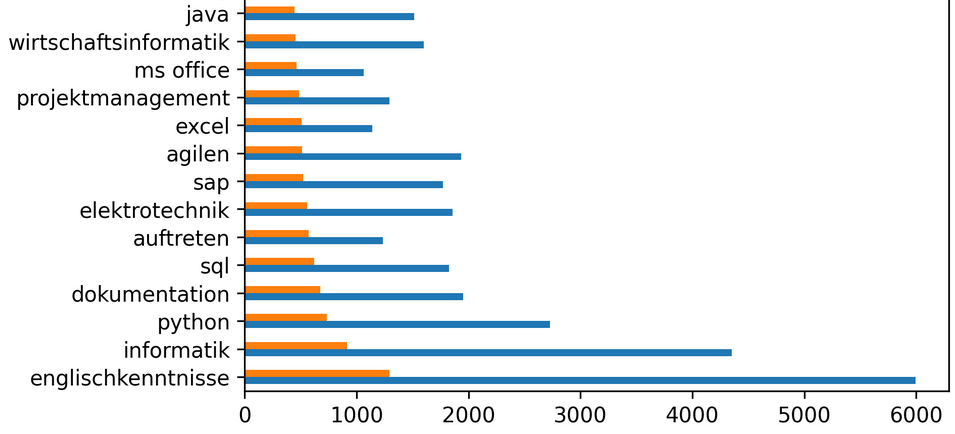 java
wirtschaftsinformatik
ms office
projektmanagement
excel
agilen
sap
elektrotechnik
auftreten
sql
dokumentation
python
informatik
englischkenntnisse
0 1000 2000 3000 4000 5000 6000